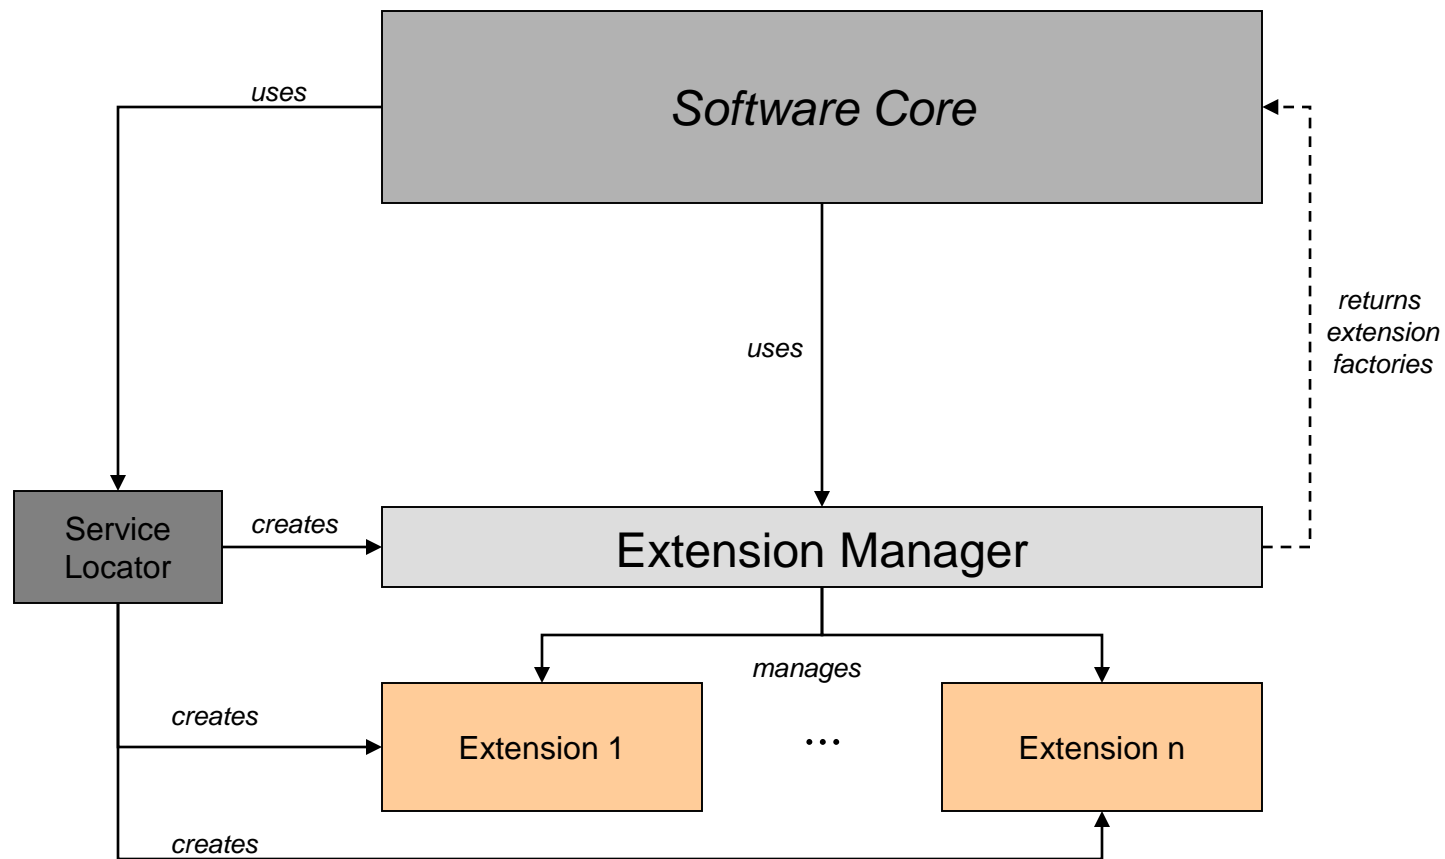 uses
Software Core
returns
extension
factories
uses
Service
Locator
creates
Extension Manager
manages
creates
Extension 1
...
Extension n
creates